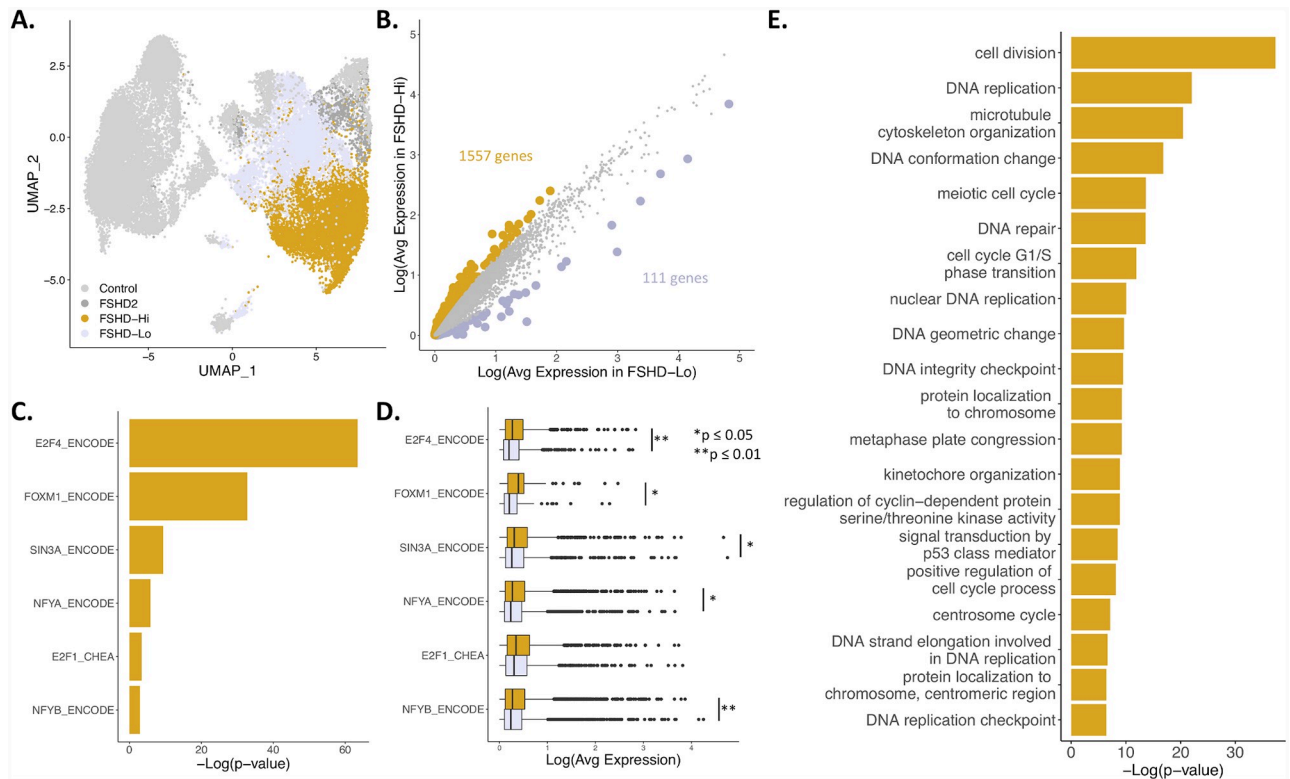 A.
2.5
0.0
−2.5
−5.0
UMAP_2
Control
FSHD2
FSHD−Hi
FSHD−Lo
−5
0
5
UMAP_1
B.
5
4
3
2
1
0
Log(Avg Expression in FSHD−Hi)
1557 genes
111 genes
0
1
2
3
4
5
Log(Avg Expression in FSHD−Lo)
C.
E2F4_ENCODE
FOXM1_ENCODE
SIN3A_ENCODE
NFYA_ENCODE
E2F1_CHEA
NFYB_ENCODE
0
20
40
60
−Log(p−value)
D.
E2F4_ENCODE
FOXM1_ENCODE
SIN3A_ENCODE
NFYA_ENCODE
E2F1_CHEA
NFYB_ENCODE
**
*
*
*
**
*p ≤ 0.05
**p ≤ 0.01
0
1
2
3
4
Log(Avg Expression)
E.
cell division
DNA replication
microtubule
cytoskeleton organization
DNA conformation change
meiotic cell cycle
DNA repair
cell cycle G1/S
phase transition
nuclear DNA replication
DNA geometric change
DNA integrity checkpoint
protein localization
to chromosome
metaphase plate congression
kinetochore organization
regulation of cyclin−dependent protein
serine/threonine kinase activity
signal transduction by
p53 class mediator
positive regulation of
cell cycle process
centrosome cycle
DNA strand elongation involved
in DNA replication
protein localization to
chromosome, centromeric region
DNA replication checkpoint
0
10
20
30
−Log(p−value)